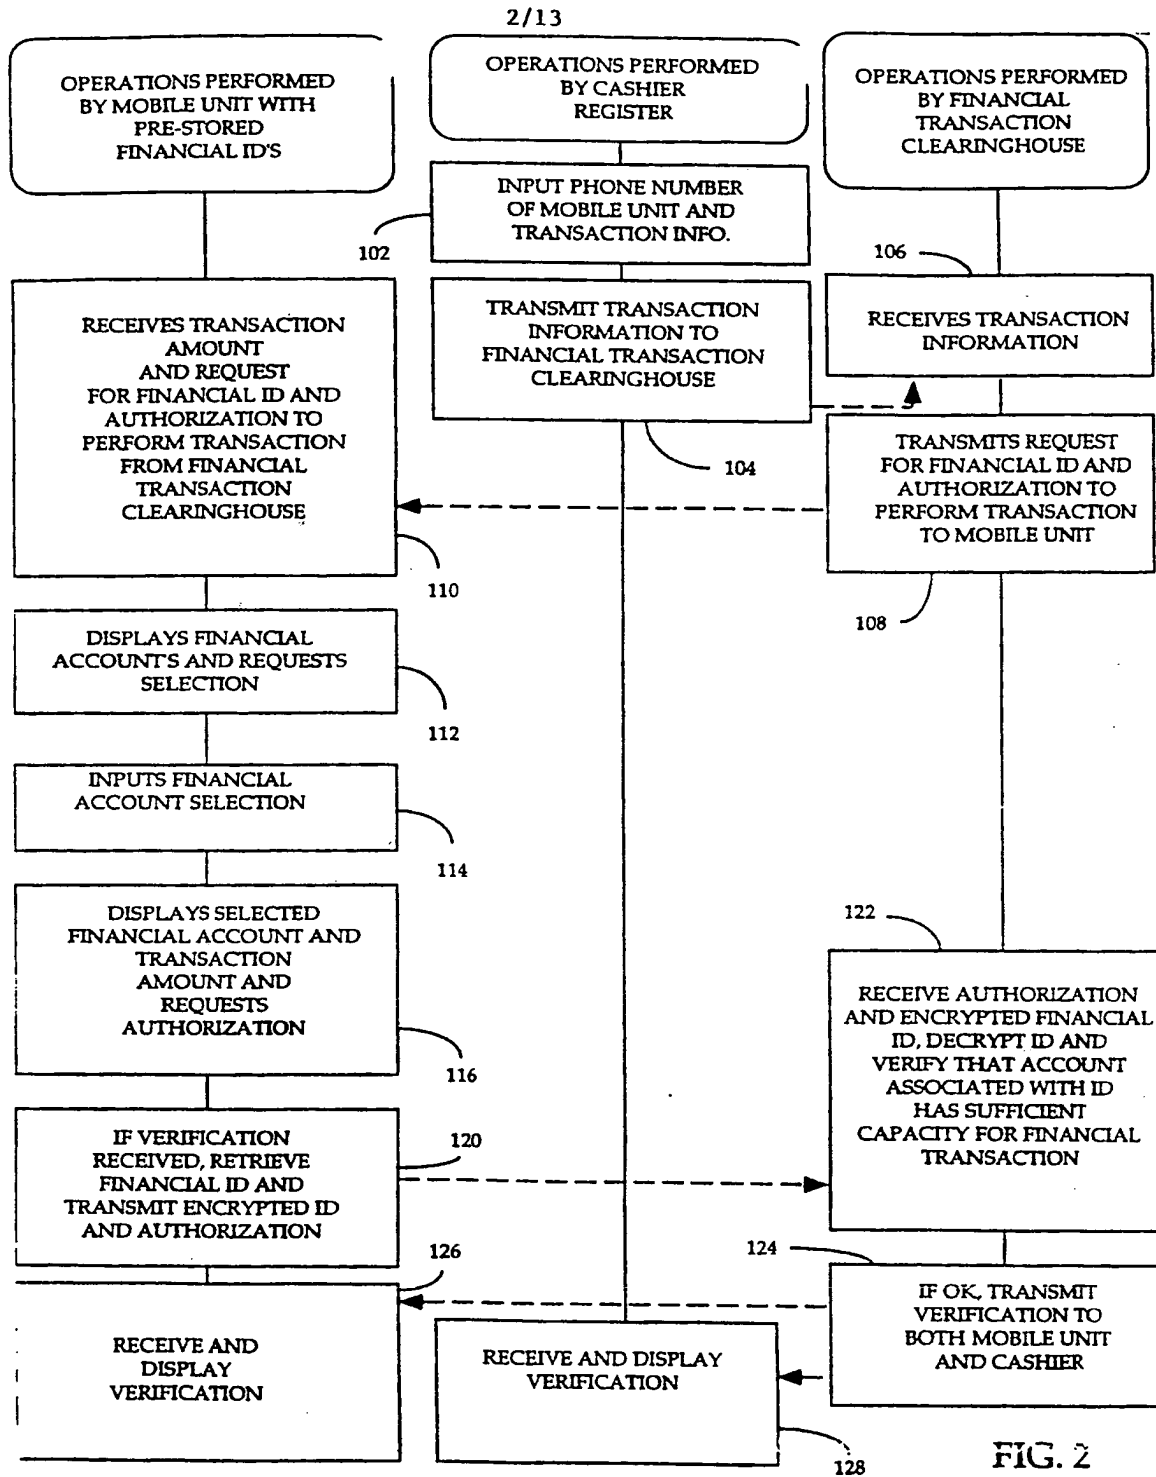 2/13
OPERATIONS PERFORMED
BY MOBILE UNIT WITH
PRE-STORED
FINANCIAL ID'S
OPERATIONS PERFORMED
BY CASHIER
REGISTER
OPERATIONS PERFORMED
BY FINANCIAL
TRANSACTION
CLEARINGHOUSE
INPUT PHONE NUMBER
OF MOBILE UNIT AND
TRANSACTION INFO.
102
TRANSMIT TRANSACTION
INFORMATION TO
FINANCIAL TRANSACTION
CLEARINGHOUSE
104
106
RECEIVES TRANSACTION
INFORMATION
TRANSMITS REQUEST
FOR FINANCIAL ID AND
AUTHORIZATION TO
PERFORM TRANSACTION
TO MOBILE UNIT
108
RECEIVES TRANSACTION
AMOUNT
AND REQUEST
FOR FINANCIAL ID AND
AUTHORIZATION TO
PERFORM TRANSACTION
FROM FINANCIAL
TRANSACTION
CLEARINGHOUSE
110
DISPLAYS FINANCIAL
ACCOUNT'S AND REQUESTS
SELECTION
112
INPUTS FINANCIAL
ACCOUNT SELECTION
114
DISPLAYS SELECTED
FINANCIAL ACCOUNT AND
TRANSACTION
AMOUNT AND
REQUESTS
AUTHORIZATION
116
IF VERIFICATION
RECEIVED, RETRIEVE
FINANCIAL ID AND
TRANSMIT ENCRYPTED ID
AND AUTHORIZATION
120
122
RECEIVE AUTHORIZATION
AND ENCRYPTED FINANCIAL
ID, DECRYPT ID AND
VERIFY THAT ACCOUNT
ASSOCIATED WITH ID
HAS SUFFICIENT
CAPACITY FOR FINANCIAL
TRANSACTION
124
IF OK, TRANSMIT
VERIFICATION TO
BOTH MOBILE UNIT
AND CASHIER
126
RECEIVE AND
DISPLAY
VERIFICATION
RECEIVE AND DISPLAY
VERIFICATION
128
FIG. 2